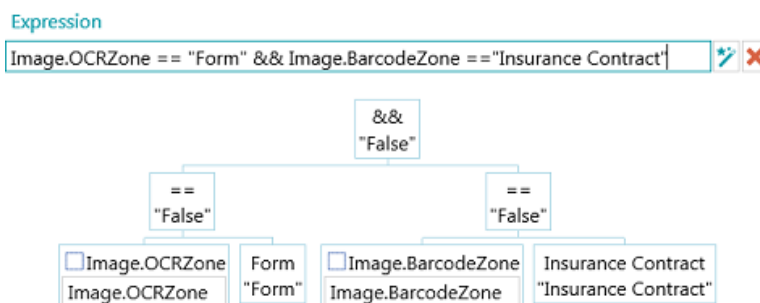 Expression
Image.OCRZone == "Form" && Image.BarcodeZone =="Insurance Contract"
&&
"False"
== ==
"False" "False"
Image.OCRZone Form Image.BarcodeZone Insurance Contract
Image.OCRZone "Form" Image.BarcodeZone "Insurance Contract"